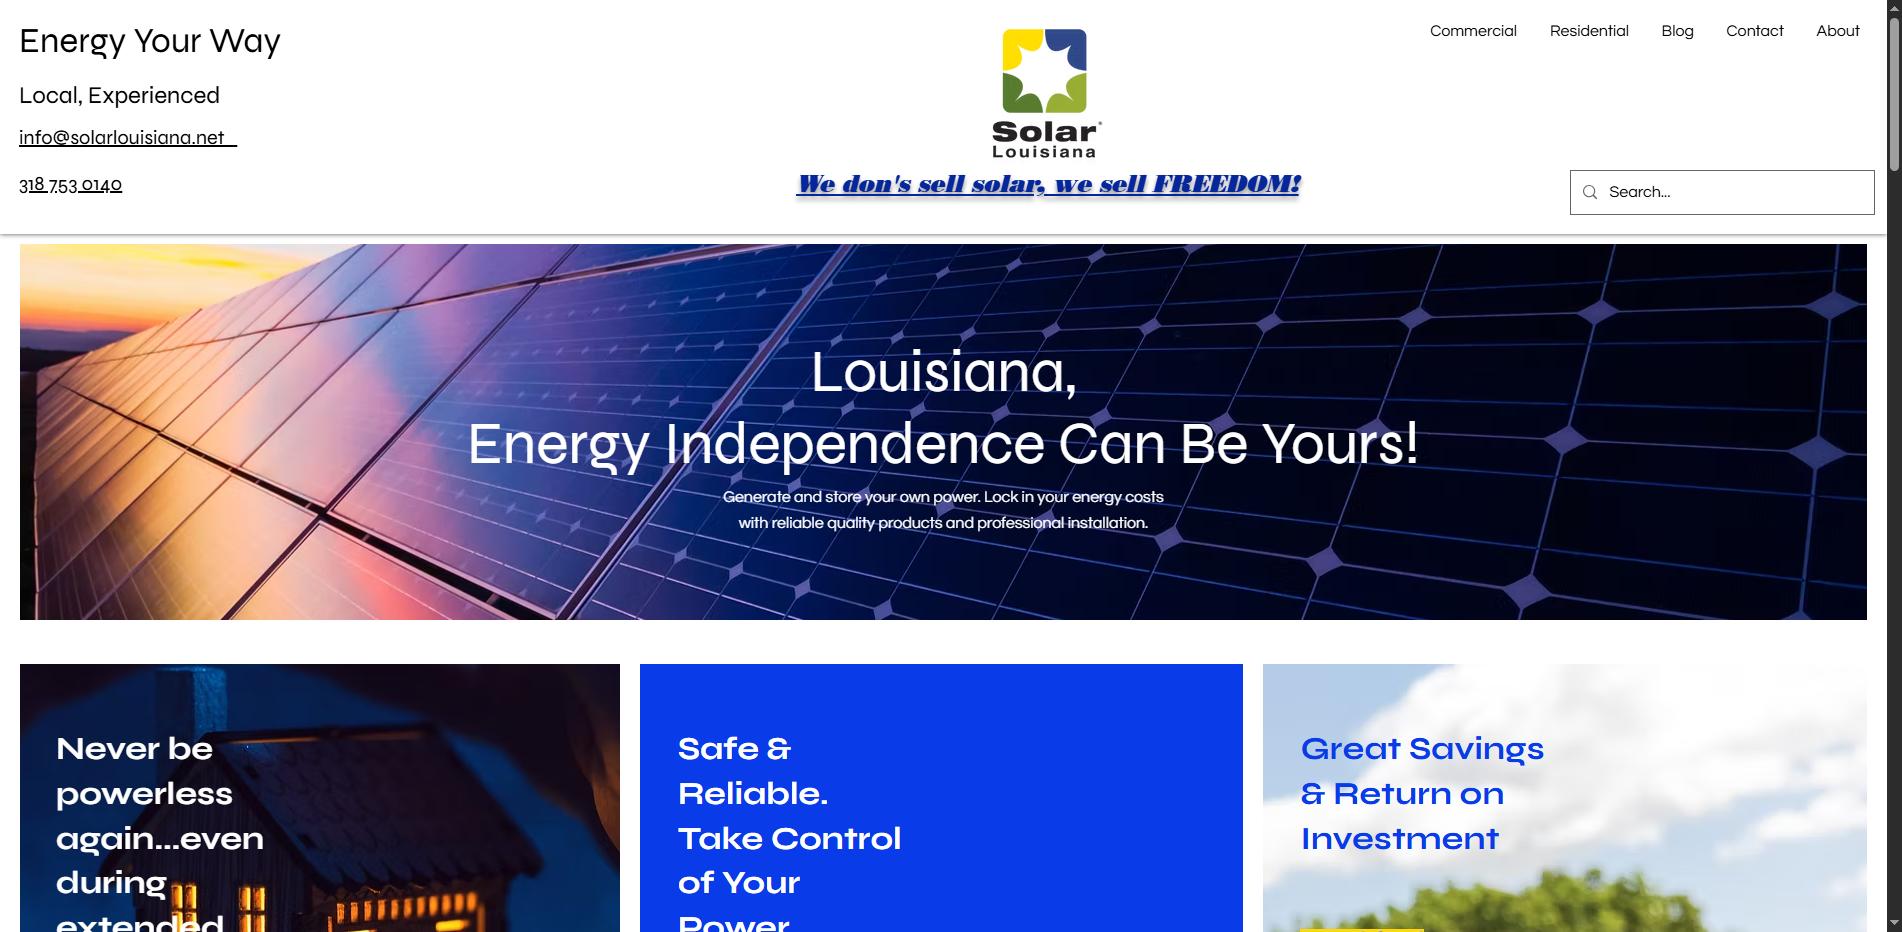 Energy Your Way
Local, Experienced
info@solarlouisiana.net
318 753 0140
Solar
Louisiana
We don't sell solar, we sell FREEDOM!
Commercial Residential Blog Contact About
Search...
Louisiana,
Energy Independence Can Be Yours!
Generate and store your own power. Lock in your energy costs
with reliable quality products and professional installation.
Never be
powerless
again...even
during
extended
Safe &
Reliable.
Take Control
of Your
Power
Great Savings
& Return on
Investment